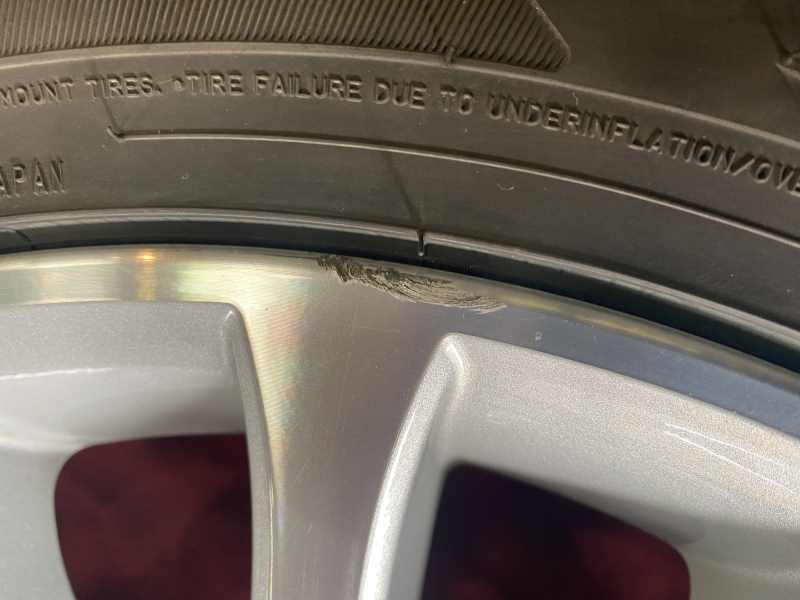 MOUNT TIRES. •TIRE FAILURE DUE TO UNDERINFLATION/OVE
APAN